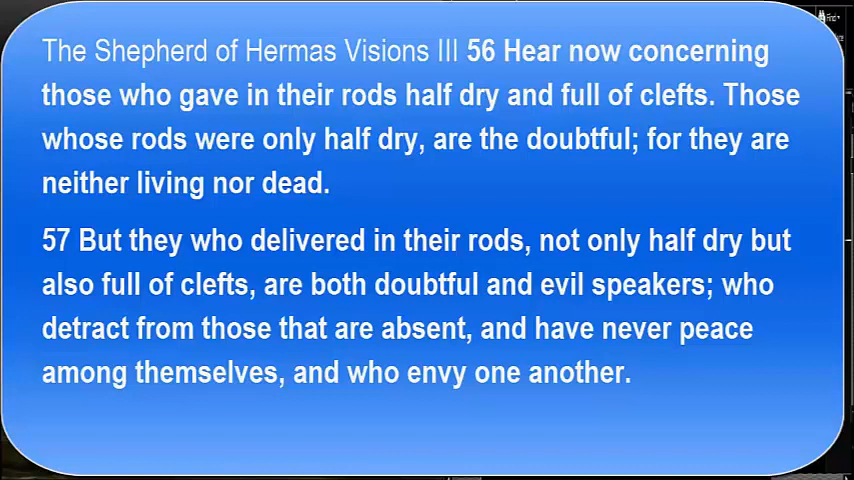 The Shepherd of Hermas Visions III 56 Hear now concerning
those who gave in their rods half dry and full of clefts. Those
whose rods were only half dry, are the doubtful; for they are
neither living nor dead.
57 But they who delivered in their rods, not only half dry but
also full of clefts, are both doubtful and evil speakers; who
detract from those that are absent, and have never peace
among themselves, and who envy one another.